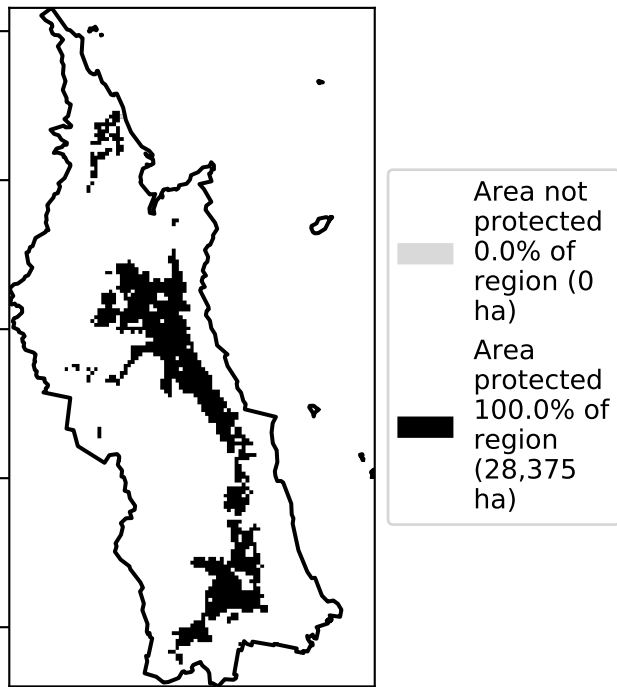 Area not
protected
0.0% of
region (0
ha)
Area
protected
100.0% of
region
(28,375
ha)